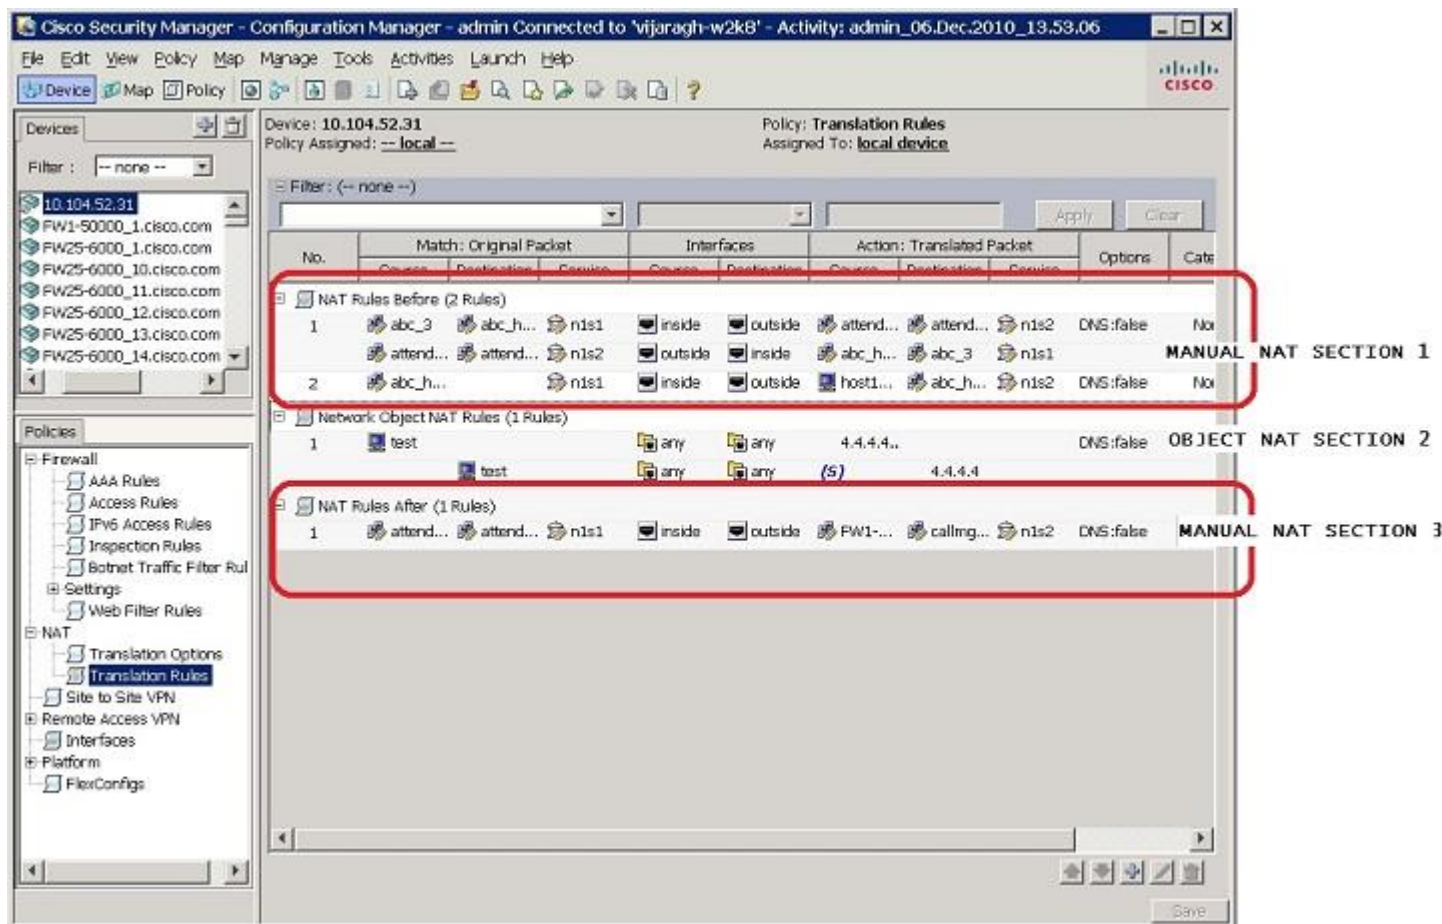 Cisco Security Manager - Configuration Manager - admin Connected to 'vijaragh-w2k8' - Activity: admin_06.Dec.2010_13.53.06
File Edit View Policy Map Manage Tools Activities Launch Help
Device Map Policy
CISCO
Devices
Filter : -- none --
10.104.52.31
FW1-50000_1.cisco.com
FW25-6000_1.cisco.com
FW25-6000_10.cisco.com
FW25-6000_11.cisco.com
FW25-6000_12.cisco.com
FW25-6000_13.cisco.com
FW25-6000_14.cisco.com
Policies
Firewall
AAA Rules
Access Rules
IPv6 Access Rules
Inspection Rules
Botnet Traffic Filter Rul
Settings
Web Filter Rules
NAT
Translation Options
Translation Rules
Site to Site VPN
Remote Access VPN
Interfaces
Platform
FlexConfigs
Device: 10.104.52.31 Policy: Translation Rules
Policy Assigned: -- local -- Assigned To: local device
Filter: (-- none --)
Apply Clear
No. Match: Original Packet Interfaces Action: Translated Packet Options Cate
Source Destination Service Source Destination Source Destination Service
NAT Rules Before (2 Rules)
1 abc_3 abc_h... n1s1 inside outside attend... attend... n1s2 DNS:false
attend... attend... n1s2 outside inside abc_h... abc_3 n1s1
MANUAL NAT SECTION 1
2 abc_h... n1s1 inside outside host1... abc_h... n1s2 DNS:false
Network Object NAT Rules (1 Rules)
1 test any any 4.4.4.4.. DNS:false
OBJECT NAT SECTION 2
test any any (S) 4.4.4.4
NAT Rules After (1 Rules)
1 attend... attend... n1s1 inside outside FW1-... callmg... n1s2 DNS:false
MANUAL NAT SECTION 3
Save